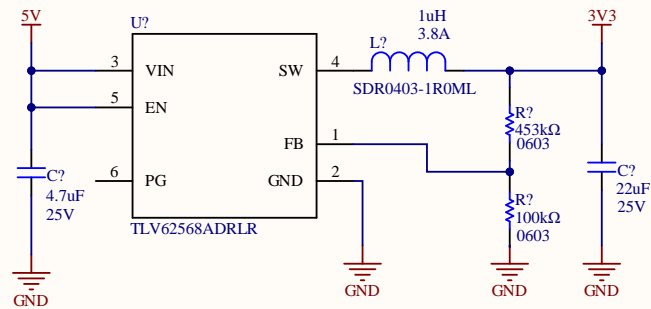 5V
U?
1uH
3.8A
3V3
L?
3
VIN
SW
4
SDR0403-1R0ML
5
EN
R?
453kΩ
0603
FB
1
C?
4.7uF
25V
6
PG
GND
2
C?
22uF
25V
R?
100kΩ
0603
TLV62568ADRLR
GND
GND
GND
GND